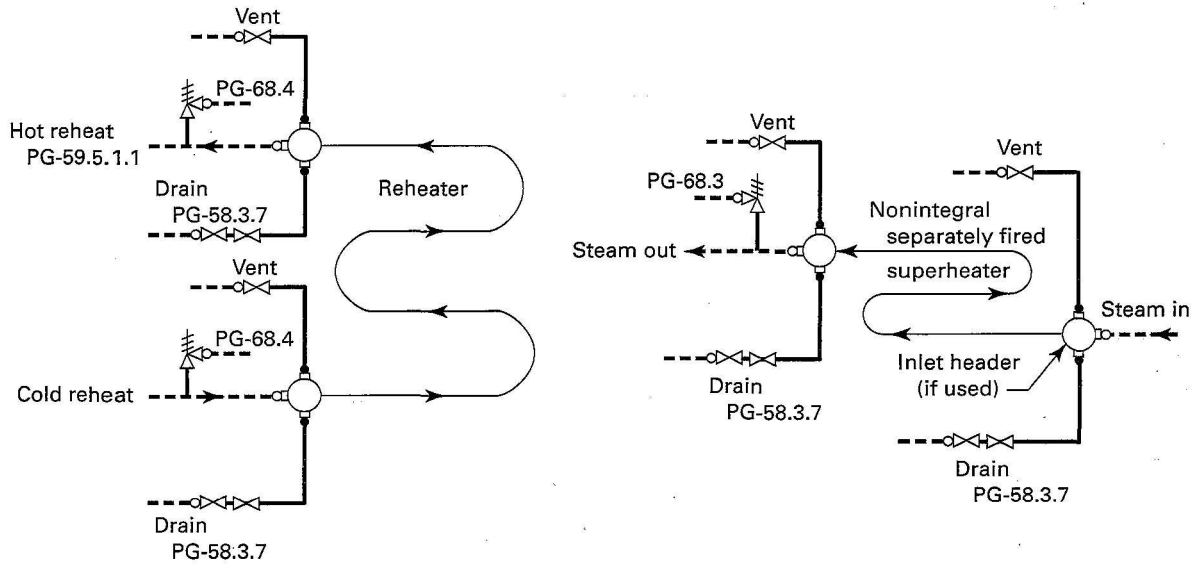 Vent
PG-68.4
Hot reheat
PG-59.5.1.1
Drain
PG-58.3.7
Reheater
Vent
PG-68.4
Cold reheat
Drain
PG-58.3.7
Vent
PG-68.3
Steam out
Drain
PG-58.3.7
Nonintegral
separately fired
superheater
Vent
Steam in
Inlet header
(if used)
Drain
PG-58.3.7